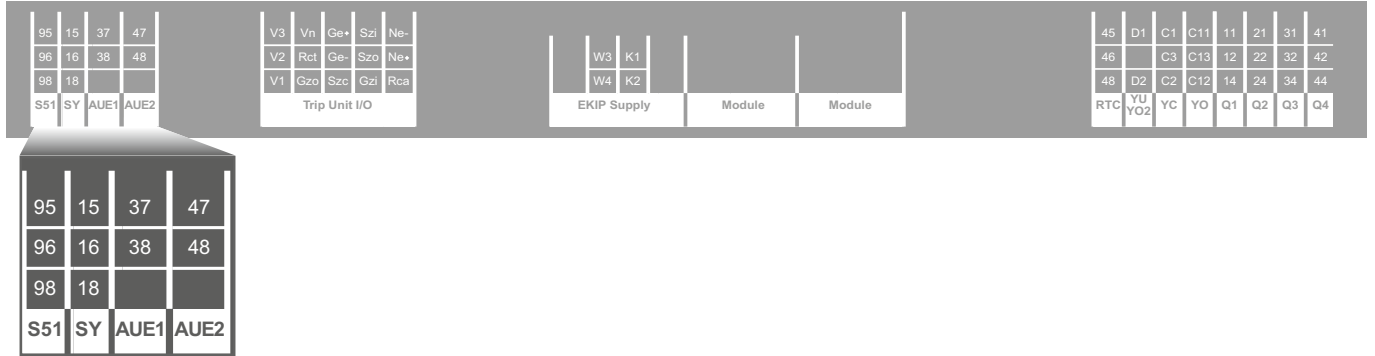 95 15 37 47
96 16 38 48
98 18
S51 SY AUE1 AUE2
V3 Vn Ge+ Szi Ne-
V2 Rct Ge- Szo Ne+
V1 Gzo Szc Gzi Rca
Trip Unit I/O
W3 K1
W4 K2
EKIP Supply
Module
Module
45 D1 C1 C11 11 21 31 41
46 C3 C13 12 22 32 42
48 D2 C2 C12 14 24 34 44
RTC YU YO2 YC YO Q1 Q2 Q3 Q4
95 15 37 47
96 16 38 48
98 18
S51 SY AUE1 AUE2